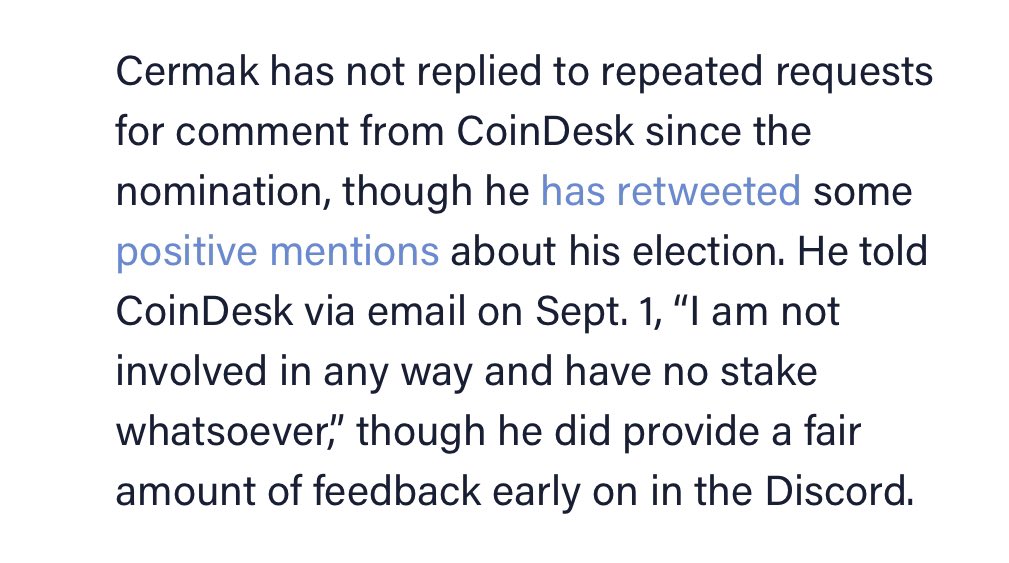 Cermak has not replied to repeated requests
for comment from CoinDesk since the
nomination, though he has retweeted some
positive mentions about his election. He told
CoinDesk via email on Sept. 1, “I am not
involved in any way and have no stake
whatsoever,” though he did provide a fair
amount of feedback early on in the Discord.